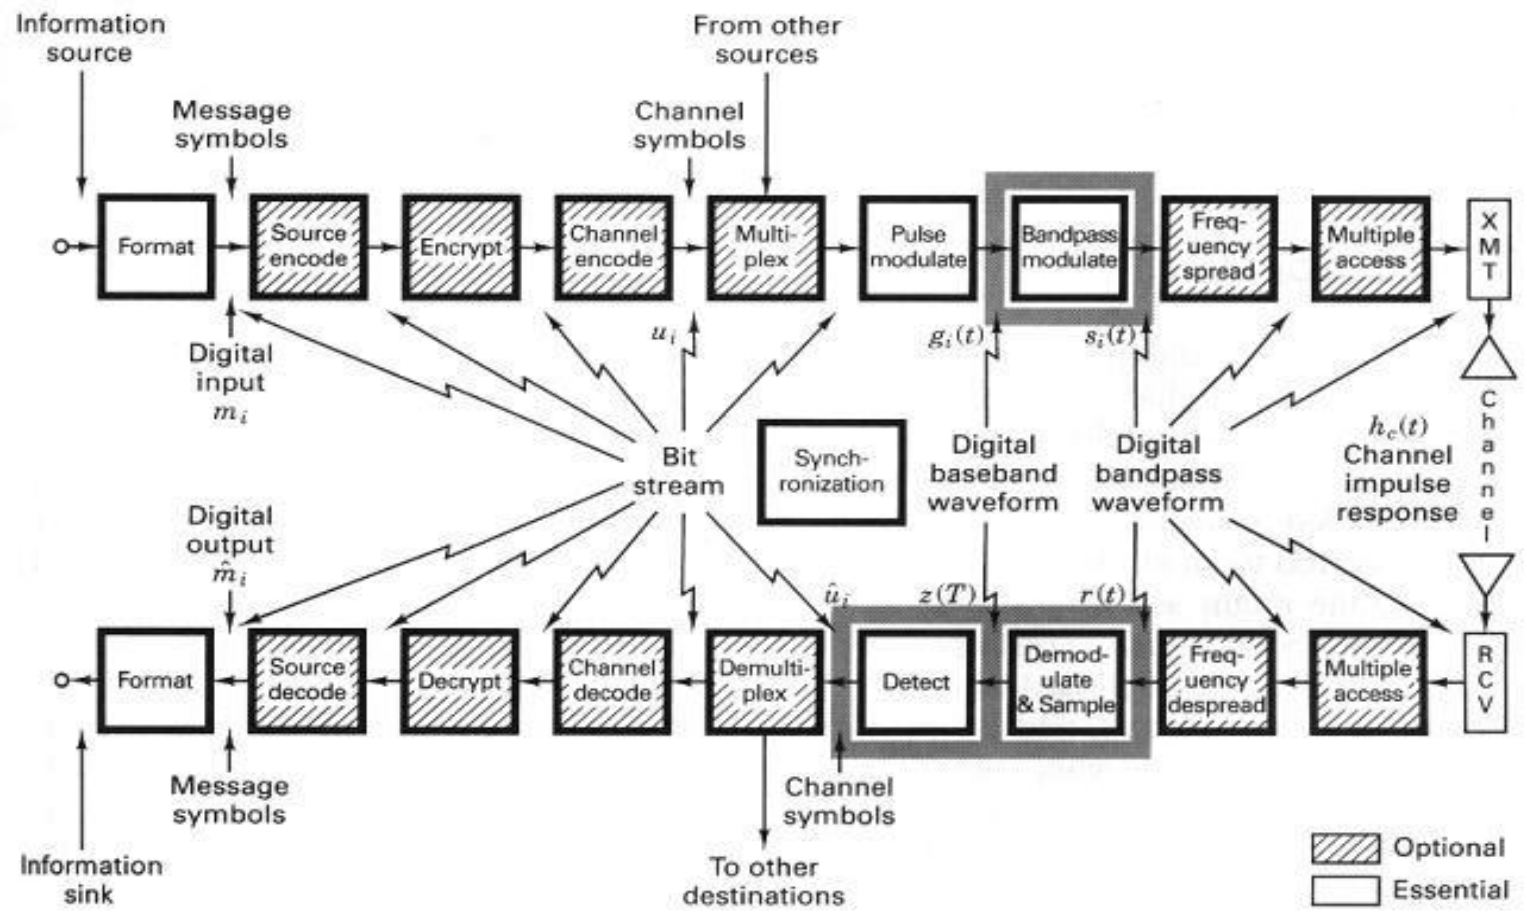 Information
source
From other
sources
Message
symbols
Channel
symbols
Format
Source
encode
Encrypt
Channel
encode
Multi-
plex
Pulse
modulate
Bandpass
modulate
Freq-
uency
spread
Multiple
access
X
M
T
Digital
input
m_i
u_i
g_i(t)
s_i(t)
Bit
stream
Synch-
ronization
Digital
baseband
waveform
Digital
bandpass
waveform
h_c(t)
Channel
impulse
response
C
h
a
n
n
e
l
Digital
output
m̂_i
û_i
z(T)
r(t)
Format
Source
decode
Decrypt
Channel
decode
Demulti-
plex
Detect
Demod-
ulate
& Sample
Freq-
uency
despread
Multiple
access
R
C
V
Message
symbols
Channel
symbols
Information
sink
To other
destinations
Optional
Essential